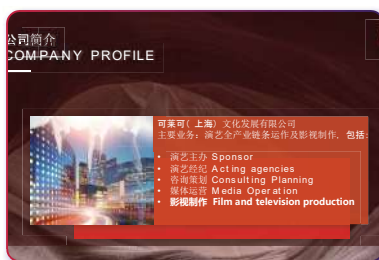 公司简介
COMPANY PROFILE
可莱可（上海）文化发展有限公司
主要业务：演艺全产业链条运作及影视制作，包括：
• 演艺主办 Sponsor
• 演艺经纪 Acting agencies
• 咨询策划 Consulting Planning
• 媒体运营 Media Operation
• 影视制作 Film and television production